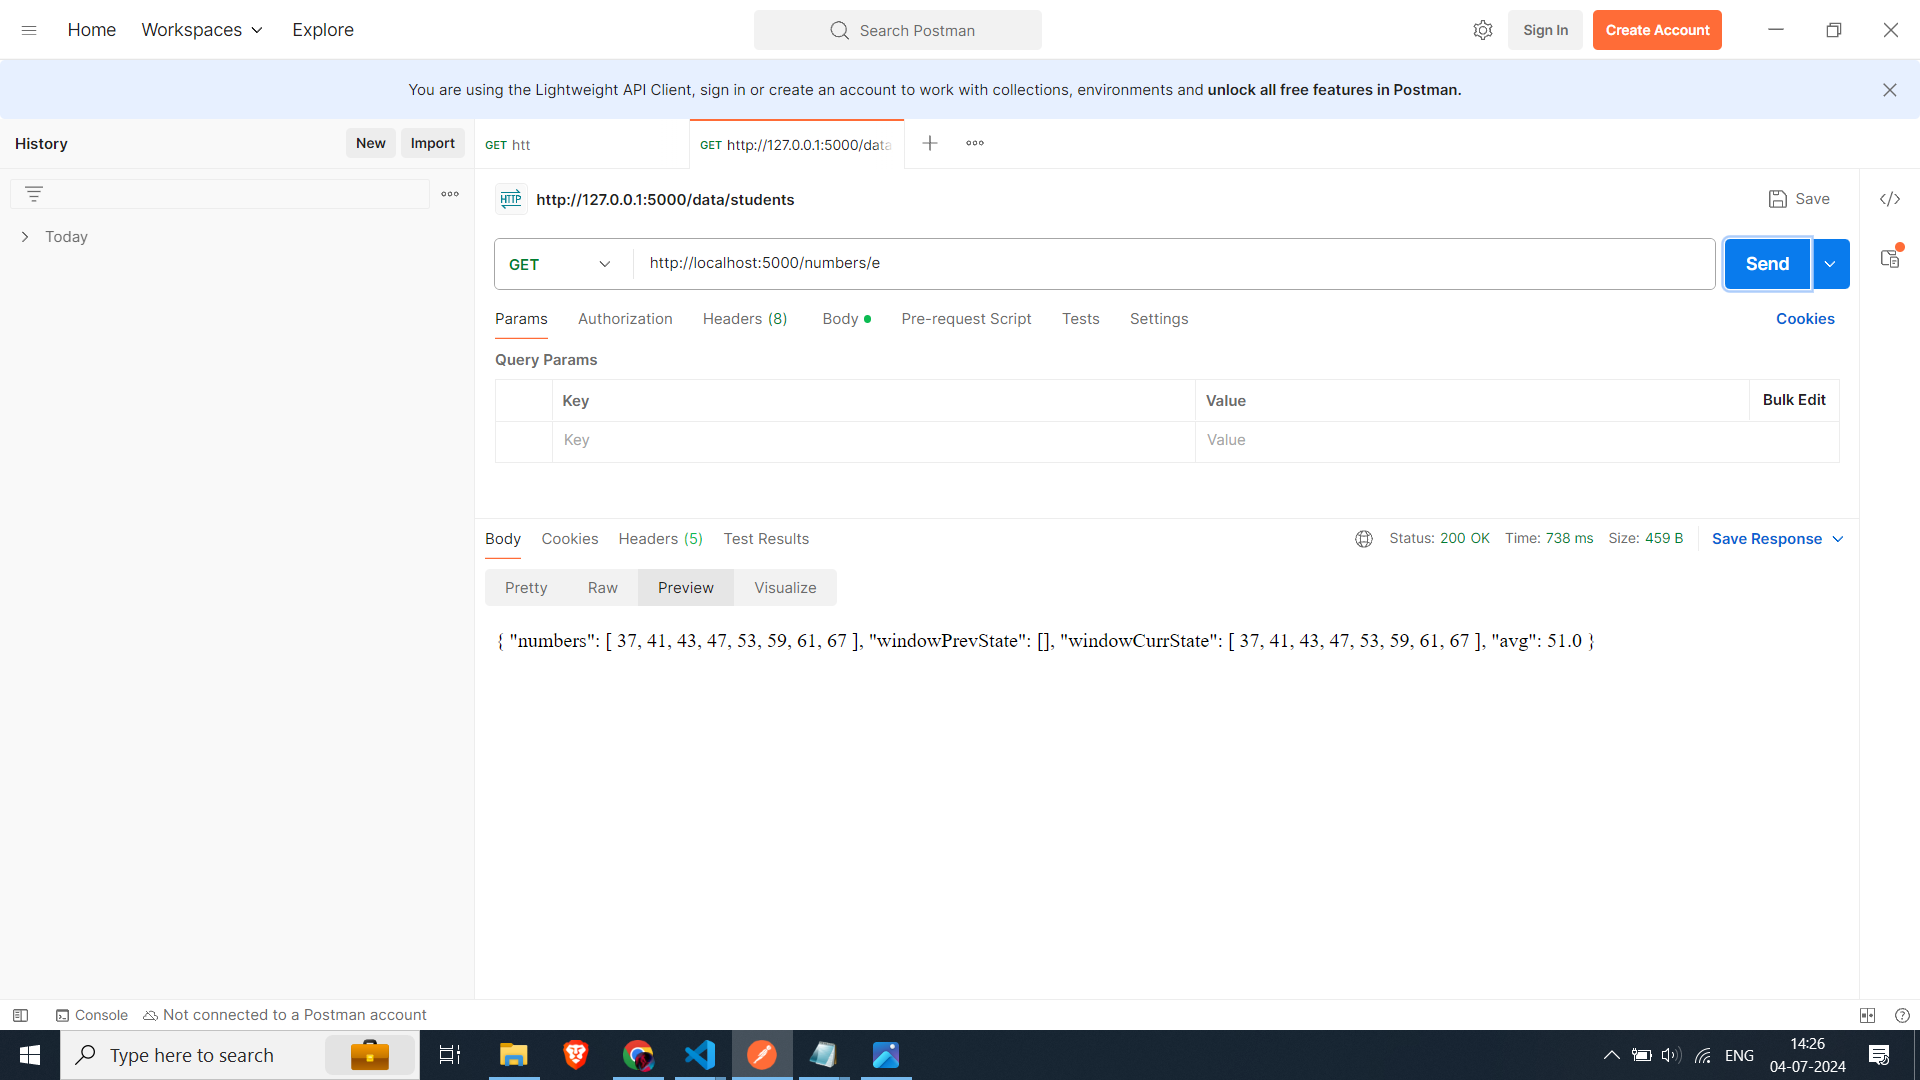 Home Workspaces Explore Search Postman Sign In Create Account
You are using the Lightweight API Client, sign in or create an account to work with collections, environments and unlock all free features in Postman.
History New Import
Today
GET htt GET http://127.0.0.1:5000/data
HTTP http://127.0.0.1:5000/data/students Save
GET http://localhost:5000/numbers/e Send
Params Authorization Headers (8) Body Pre-request Script Tests Settings Cookies
Query Params
Key Value Bulk Edit
Key Value
Body Cookies Headers (5) Test Results Status: 200 OK Time: 738 ms Size: 459 B Save Response
Pretty Raw Preview Visualize
{ "numbers": [ 37, 41, 43, 47, 53, 59, 61, 67 ], "windowPrevState": [], "windowCurrState": [ 37, 41, 43, 47, 53, 59, 61, 67 ], "avg": 51.0 }
Console Not connected to a Postman account
Type here to search ENG 14:26
04-07-2024